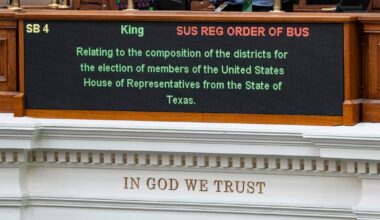 SB 4 King SUS REG ORDER OF BUS
Relating to the composition of the districts for
the election of members of the United States
House of Representatives from the State of
Texas.
IN GOD WE TRUST